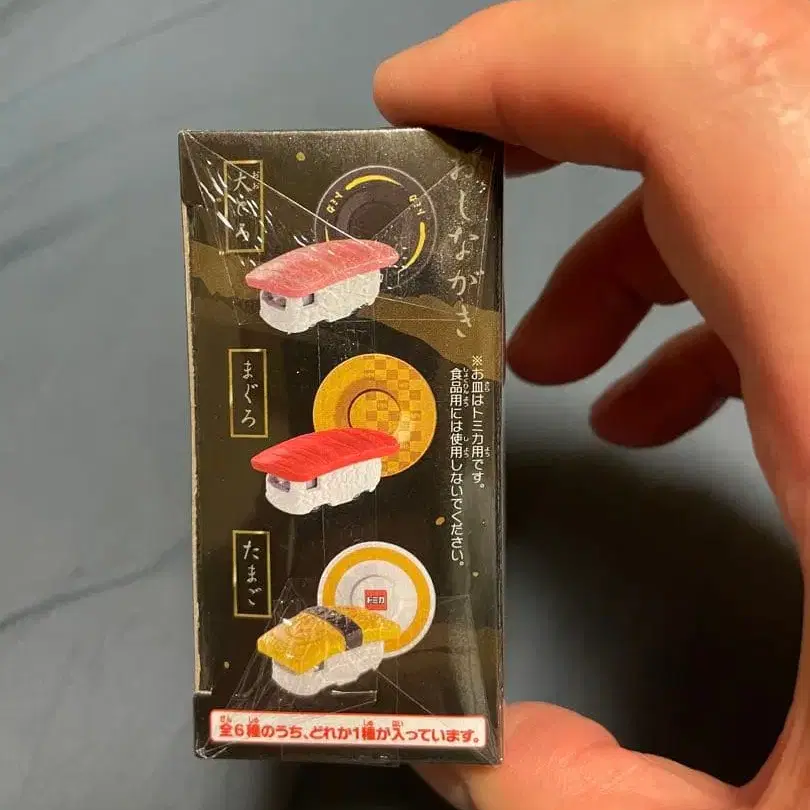 おしながき
※お皿はトミカ用です。
食品用には使用しないでください。
大とろ
まぐろ
たまご
トミカ
全6種のうち、どれか1種が入っています。